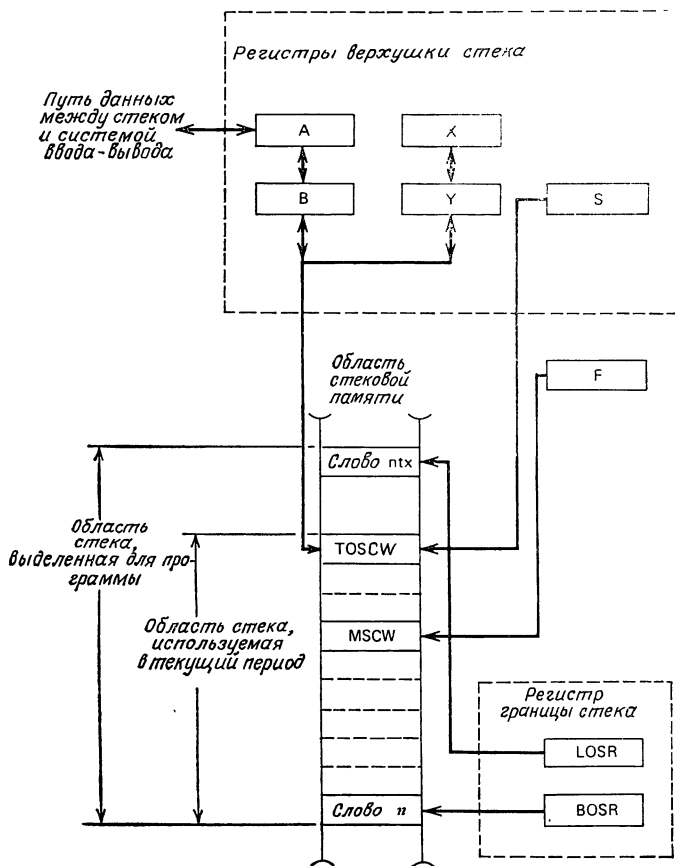 Регистры верхушки стека
Путь данных
между стеком
и системой
ввода-вывода
A
X
B
Y
S
Область
стековой
памяти
F
Слово ntx
Область
стека,
выделенная для про-
граммы
TOSCW
Область стека,
используемая
в текущий период
MSCW
Регистр
границы стека
LOSR
Слово n
BOSR